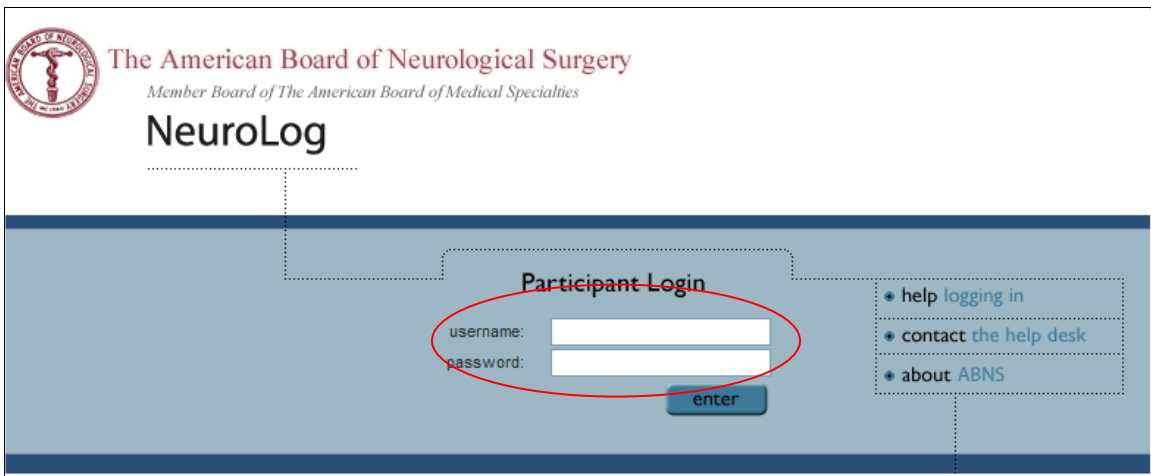 The American Board of Neurological Surgery
Member Board of The American Board of Medical Specialties
NeuroLog
Participant Login
username:
password:
enter
help logging in
contact the help desk
about ABNS